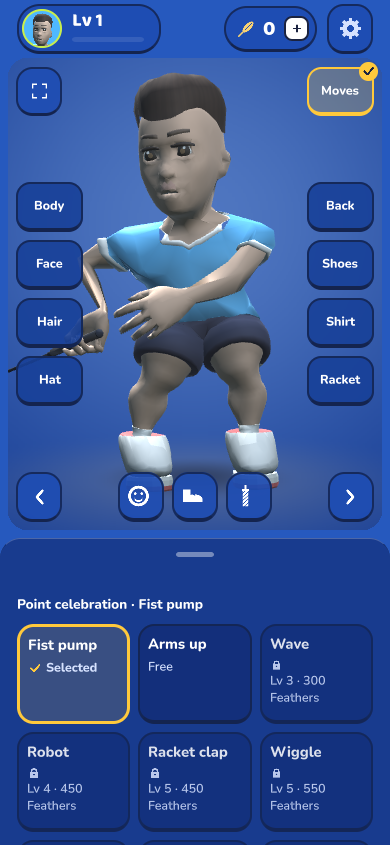 Lv 1
0
+
Moves
Body
Back
Face
Shoes
Hair
Shirt
Hat
Racket
Point celebration · Fist pump
Fist pump
Selected
Arms up
Free
Wave
Lv 3 · 300
Feathers
Robot
Lv 4 · 450
Feathers
Racket clap
Lv 5 · 450
Feathers
Wiggle
Lv 5 · 550
Feathers